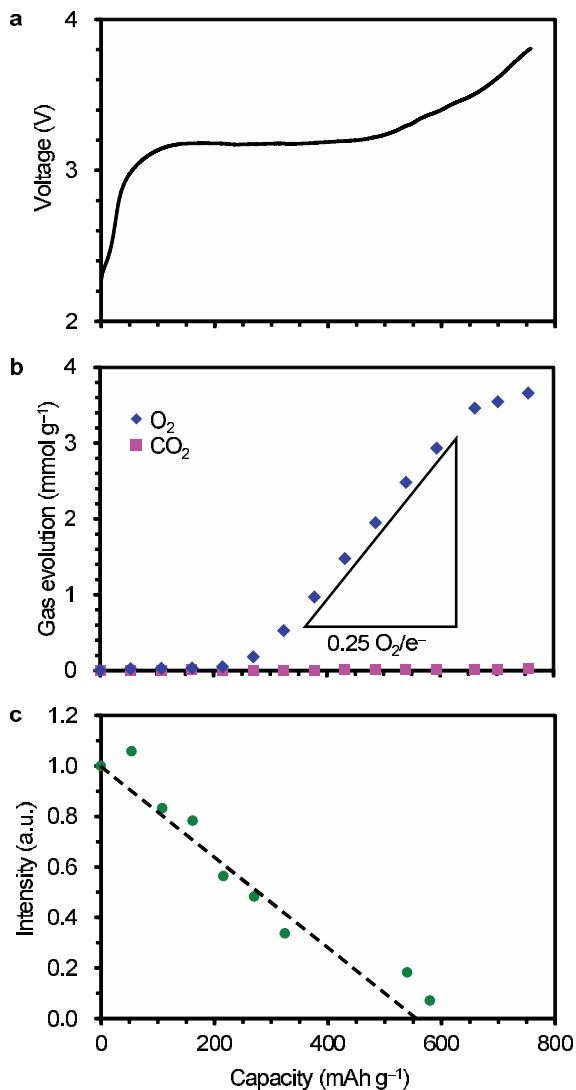 a
4
3
2
Voltage (V)
b
4
3
2
1
0
Gas evolution (mmol g⁻¹)
O₂
CO₂
0.25 O₂/e⁻
c
1.2
1.0
0.8
0.6
0.4
0.2
0.0
Intensity (a.u.)
0 200 400 600 800
Capacity (mAh g⁻¹)